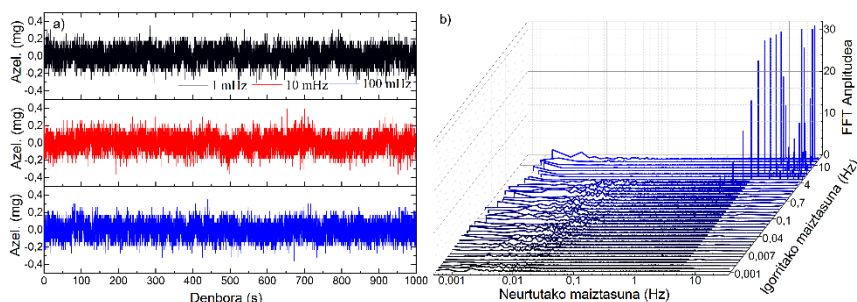 a)
Azel. (mg)
0,4
0,2
0,0
-0,2
-0,4
1 mHz 10 mHz 100 mHz
Azel. (mg)
0,4
0,2
0,0
-0,2
-0,4
Azel. (mg)
0,4
0,2
0,0
-0,2
-0,4
0 100 200 300 400 500 600 700 800 900 1000
Denbora (s)
b)
30
20
10
0
FFT Anplitudea
10
4
0,7
0,1
0,04
0,007
0,001
Igorritako maiztasuna (Hz)
0,001 0,01 0,1 1 10
Neurtutako maiztasuna (Hz)